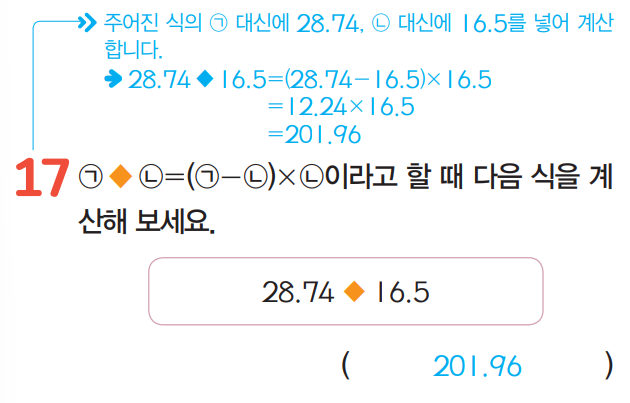 주어진 식의 ㉠ 대신에 28.74, ㉡ 대신에 16.5를 넣어 계산
합니다.
➔ 28.74◆16.5=(28.74−16.5)×16.5
=12.24×16.5
=201.96
17 ㉠◆㉡=(㉠−㉡)×㉡이라고 할 때 다음 식을 계
산해 보세요.
28.74◆16.5
( 201.96 )